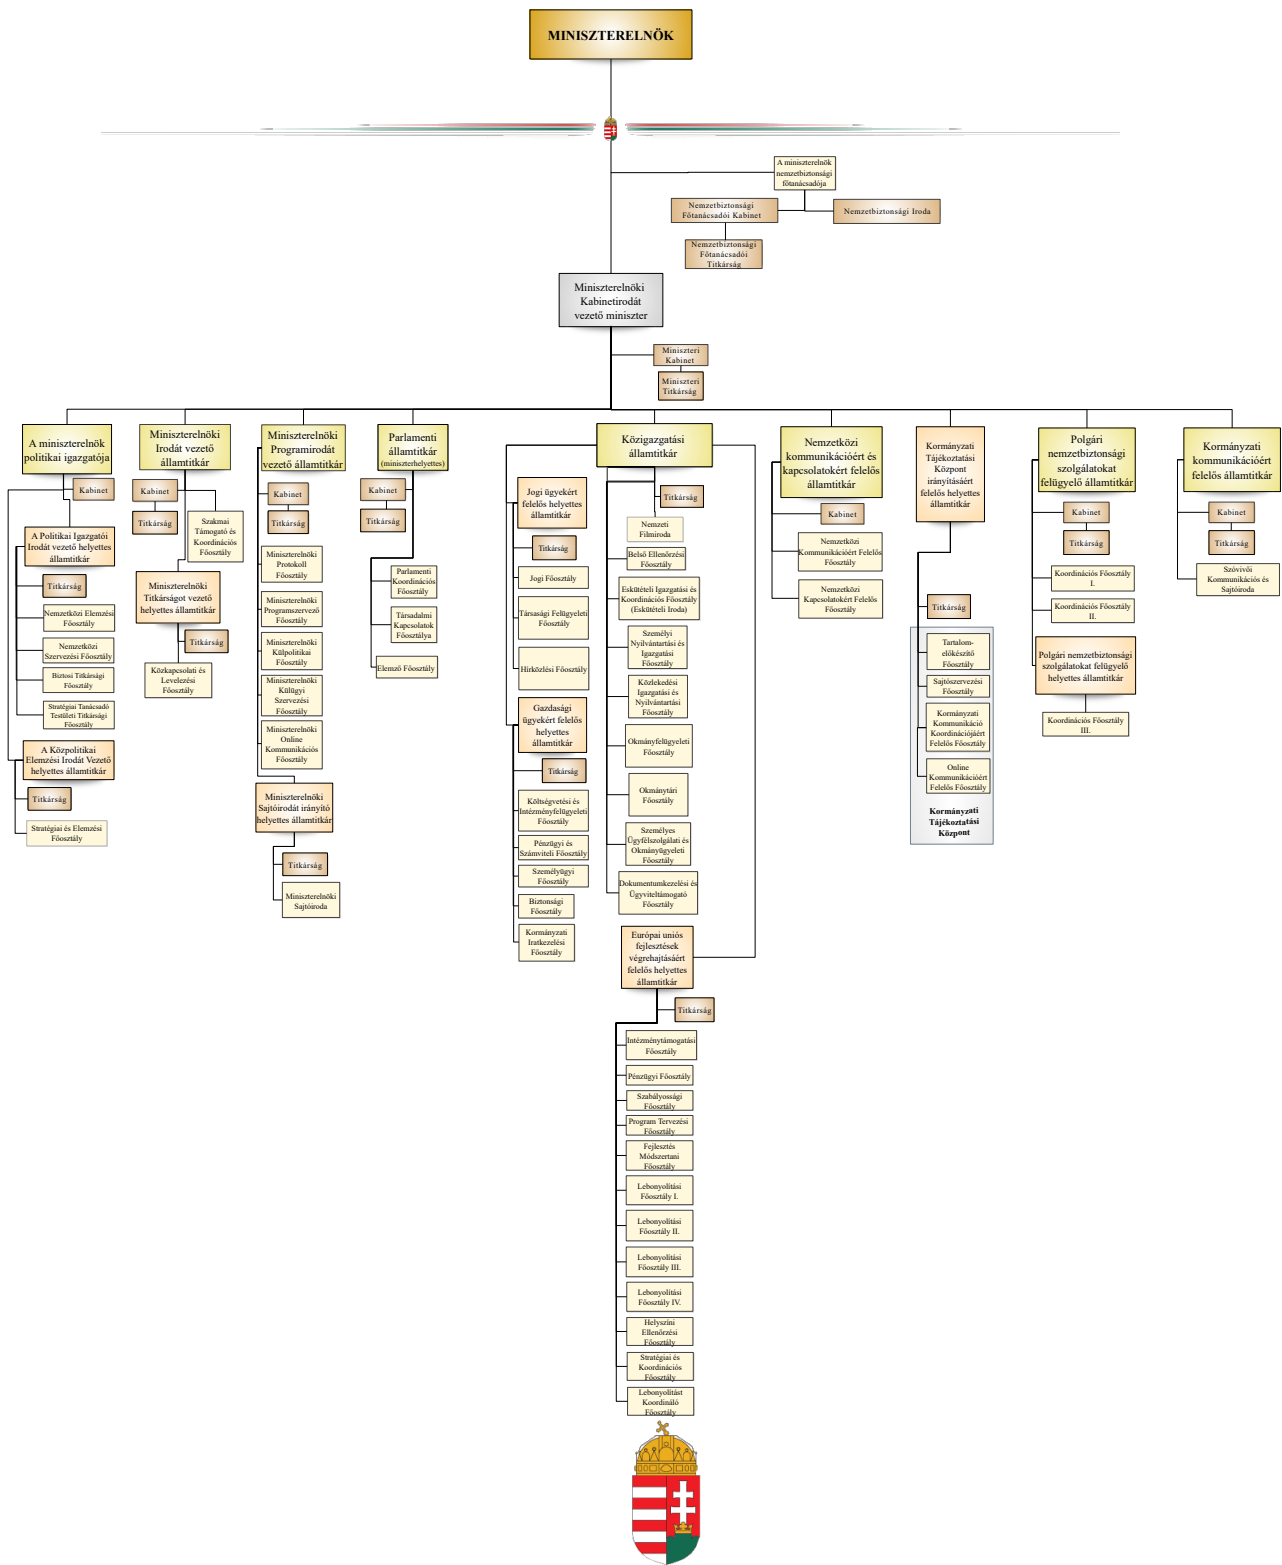 MINISZTERELNÖK
A miniszterelnök
nemzetbiztonsági
főtanácsadója
Nemzetbiztonsági
Főtanácsadói Kabinet
Nemzetbiztonsági Iroda
Nemzetbiztonsági
Főtanácsadói
Titkárság
Miniszterelnöki
Kabinetirodát
vezető miniszter
Miniszteri
Kabinet
Miniszteri
Titkárság
A miniszterelnök
politikai igazgatója
Kabinet
A Politikai Igazgatói
Irodát vezető helyettes
államtitkár
Titkárság
Nemzetközi Elemzési
Főosztály
Nemzetközi
Szervezési Főosztály
Biztosi Titkársági
Főosztály
Stratégiai Tanácsadó
Testületi Titkársági
Főosztály
A Közpolitikai
Elemzési Irodát Vezető
helyettes államtitkár
Titkárság
Stratégiai és Elemzési
Főosztály
Miniszterelnöki
Irodát vezető
államtitkár
Kabinet
Titkárság
Szakmai
Támogató és
Koordinációs
Főosztály
Miniszterelnöki
Titkárságot vezető
helyettes államtitkár
Titkárság
Közkapcsolati és
Levelezési
Főosztály
Miniszterelnöki
Programirodát
vezető államtitkár
Kabinet
Titkárság
Miniszterelnöki
Protokoll
Főosztály
Miniszterelnöki
Programszervező
Főosztály
Miniszterelnöki
Külpolitikai
Főosztály
Miniszterelnöki
Külügyi
Szervezési
Főosztály
Miniszterelnöki
Online
Kommunikációs
Főosztály
Miniszterelnöki
Sajtóirodát irányító
helyettes államtitkár
Titkárság
Miniszterelnöki
Sajtóiroda
Parlamenti
államtitkár
(miniszterhelyettes)
Kabinet
Titkárság
Parlamenti
Koordinációs
Főosztály
Társadalmi
Kapcsolatok
Főosztálya
Elemző Főosztály
Közigazgatási
államtitkár
Jogi ügyekért
felelős helyettes
államtitkár
Titkárság
Jogi Főosztály
Társasági Felügyeleti
Főosztály
Hírközlési Főosztály
Gazdasági
ügyekért felelős
helyettes
államtitkár
Titkárság
Költségvetési és
Intézményfelügyeleti
Főosztály
Pénzügyi és
Számviteli Főosztály
Személyügyi
Főosztály
Biztonsági
Főosztály
Kormányzati
Iratkezelési
Főosztály
Titkárság
Nemzeti
Filmiroda
Belső Ellenőrzési
Főosztály
Eskütételi Igazgatási és
Koordinációs Főosztály
(Eskütételi Iroda)
Személyi
Nyilvántartási és
Igazgatási
Főosztály
Közlekedési
Igazgatási és
Nyilvántartási
Főosztály
Okmányfelügyeleti
Főosztály
Okmánytári
Főosztály
Személyes
Ügyfélszolgálati és
Okmányügyeleti
Főosztály
Dokumentumkezelési és
Ügyviteltámogató
Főosztály
Európai uniós
fejlesztések
végrehajtásáért
felelős helyettes
államtitkár
Titkárság
Intézménytámogatási
Főosztály
Pénzügyi Főosztály
Szabályossági
Főosztály
Program Tervezési
Főosztály
Fejlesztés
Módszertani
Főosztály
Lebonyolítási
Főosztály I.
Lebonyolítási
Főosztály II.
Lebonyolítási
Főosztály III.
Lebonyolítási
Főosztály IV.
Helyszíni
Ellenőrzési
Főosztály
Stratégiai és
Koordinációs
Főosztály
Lebonyolítást
Koordináló
Főosztály
Nemzetközi
kommunikációért és
kapcsolatokért felelős
államtitkár
Kabinet
Nemzetközi
Kommunikációért Felelős
Főosztály
Nemzetközi
Kapcsolatokért Felelős
Főosztály
Kormányzati
Tájékoztatási
Központ
irányításáért
felelős helyettes
államtitkár
Titkárság
Tartalom-
előkészítő
Főosztály
Sajtószervezési
Főosztály
Kormányzati
Kommunikáció
Koordinációjáért
Felelős Főosztály
Online
Kommunikációért
Felelős Főosztály
Kormányzati
Tájékoztatási
Központ
Polgári
nemzetbiztonsági
szolgálatokat
felügyelő államtitkár
Kabinet
Titkárság
Koordinációs Főosztály
I.
Koordinációs Főosztály
II.
Polgári nemzetbiztonsági
szolgálatokat felügyelő
helyettes államtitkár
Koordinációs Főosztály
III.
Kormányzati
kommunikációért
felelős államtitkár
Kabinet
Titkárság
Szóvivői
Kommunikációs és
Sajtóiroda